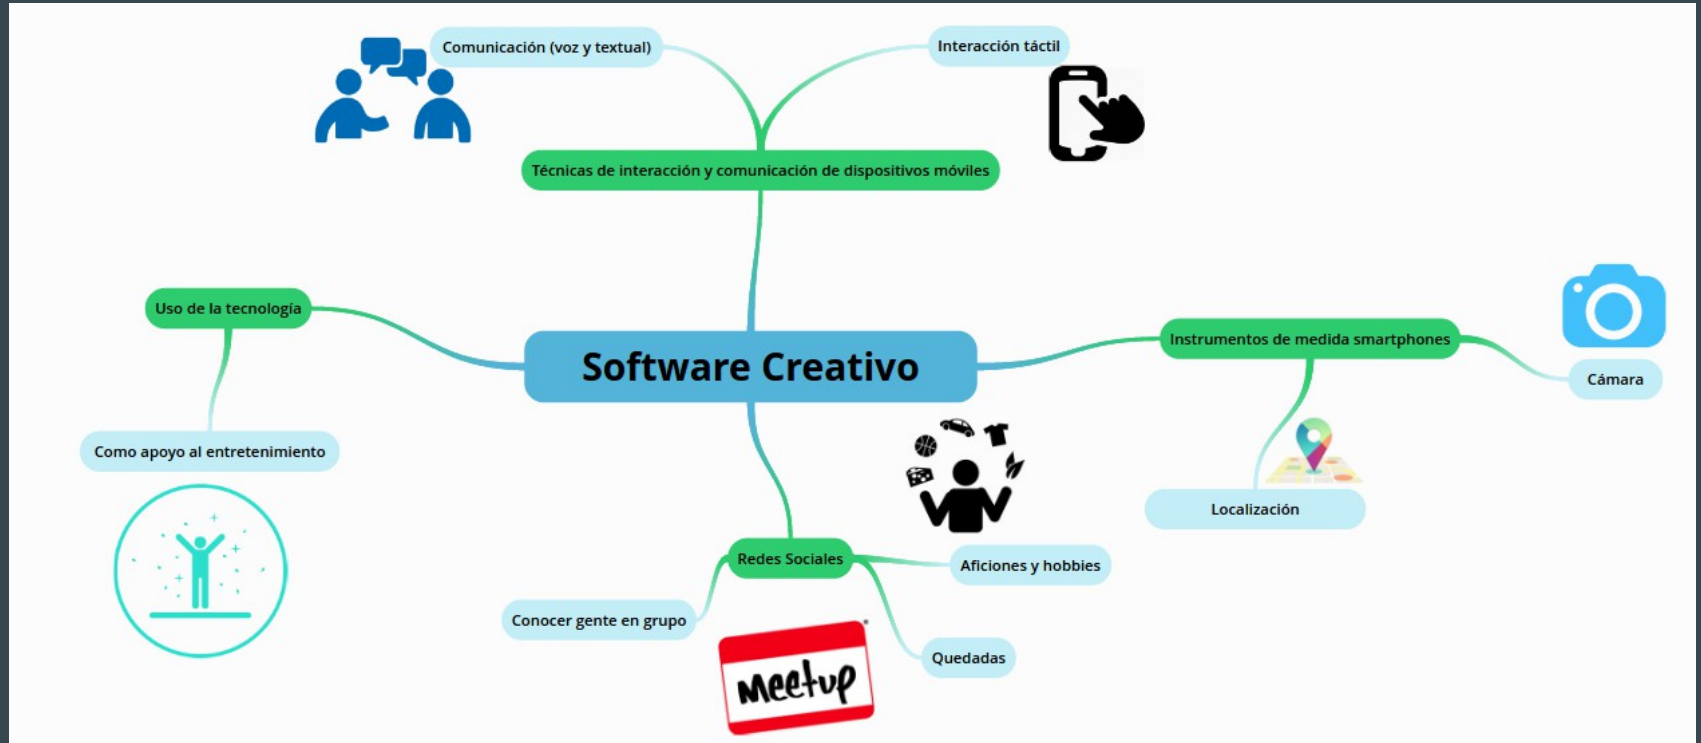 Comunicación (voz y textual)
Interacción táctil
Técnicas de interacción y comunicación de dispositivos móviles
Uso de la tecnología
Instrumentos de medida smartphones
Software Creativo
Cámara
Como apoyo al entretenimiento
Localización
Redes Sociales
Aficiones y hobbies
Conocer gente en grupo
Quedadas
meetup